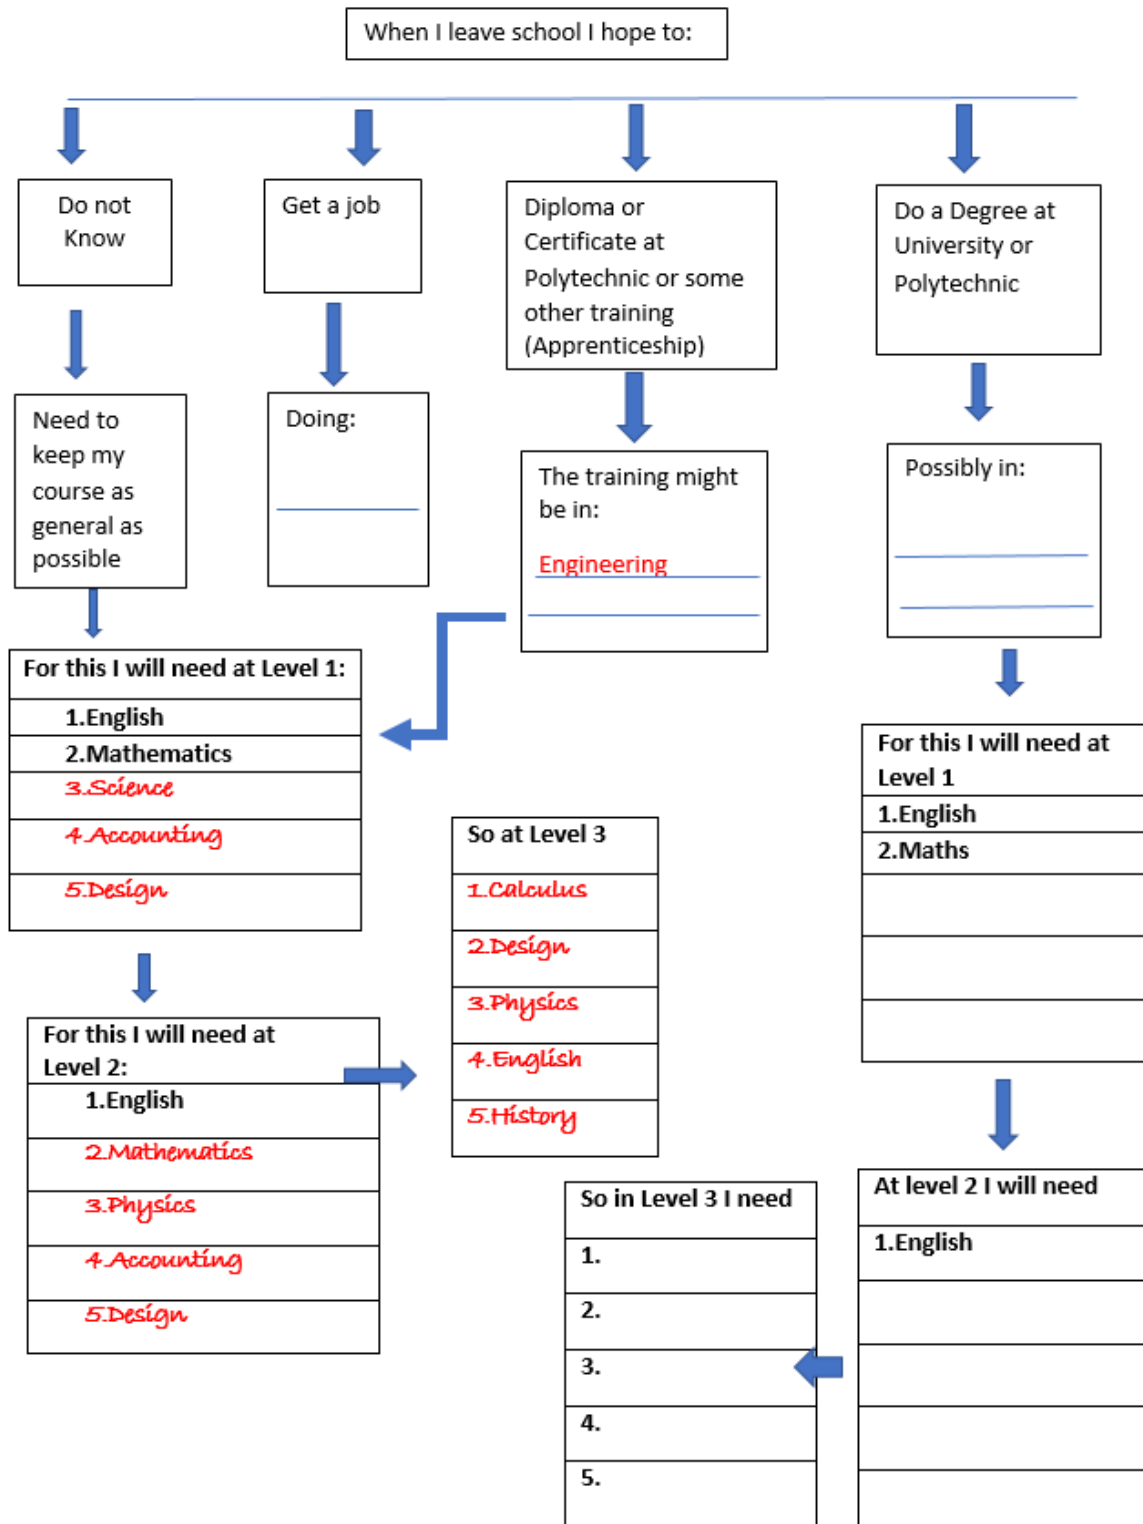 When I leave school I hope to:
Do not
Know
Get a job
Diploma or
Certificate at
Polytechnic or some
other training
(Apprenticeship)
Do a Degree at
University or
Polytechnic
Need to
keep my
course as
general as
possible
Doing:
The training might
be in:
Engineering
Possibly in:
For this I will need at Level 1:
1.English
2.Mathematics
3.Science
4.Accounting
5.Design
For this I will need at
Level 2:
1.English
2.Mathematics
3.Physics
4.Accounting
5.Design
So at Level 3
1.Calculus
2.Design
3.Physics
4.English
5.History
For this I will need at
Level 1
1.English
2.Maths
At level 2 I will need
1.English
So in Level 3 I need
1.
2.
3.
4.
5.